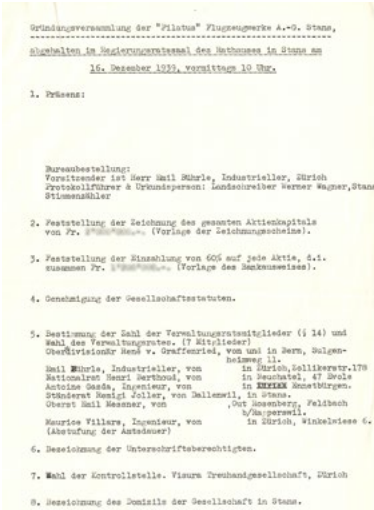 Gründungsversammlung der "Pilatus" Flugzeugwerke A.-G. Stans,
abgehalten im Regierungsratssaal des Rathauses in Stans am
16. Dezember 1939, vormittags 10 Uhr.
1. Präsenz:
Bureaubestellung:
Vorsitzender ist Herr Emil Bührle, Industrieller, Zürich
Protokollführer & Urkundsperson: Landschreiber Werner Wagner, Stans
Stimmenzähler
2. Feststellung der Zeichnung des gesamten Aktienkapitals
von Fr. (Vorlage der Zeichnungsscheine).
3. Feststellung der Einzahlung von 60% auf jede Aktie, d.i.
zusammen Fr. (Vorlage des Bankausweises).
4. Genehmigung der Gesellschaftsstatuten.
5. Bestimmung der Zahl der Verwaltungsratsmitglieder (§ 14) und
Wahl des Verwaltungsrates. (7 Mitglieder)
Oberdivisionär René v. Graffenried, von und in Bern, Sulgen-
heimweg 11.
Emil Bührle, Industrieller, von in Zürich, Zollikerstr. 178
Nationalrat Henri Berthoud, von in Neuchatel, 47 Evole
Antoine Gazda, Ingenieur, von in Ennetbürgen.
Ständerat Remigi Joller, von Dallenwil, in Stans.
Oberst Emil Messner, von ,Gut Rosenberg, Feldbach
b/Rapperswil.
Maurice Villars, Ingenieur, von in Zürich, Winkelwiese 6.
(Abstufung der Amtsdauer)
6. Bezeichnung der Unterschriftsberechtigten.
7. Wahl der Kontrollstelle. Visura Treuhandgesellschaft, Zürich
8. Bezeichnung des Domizils der Gesellschaft in Stans.